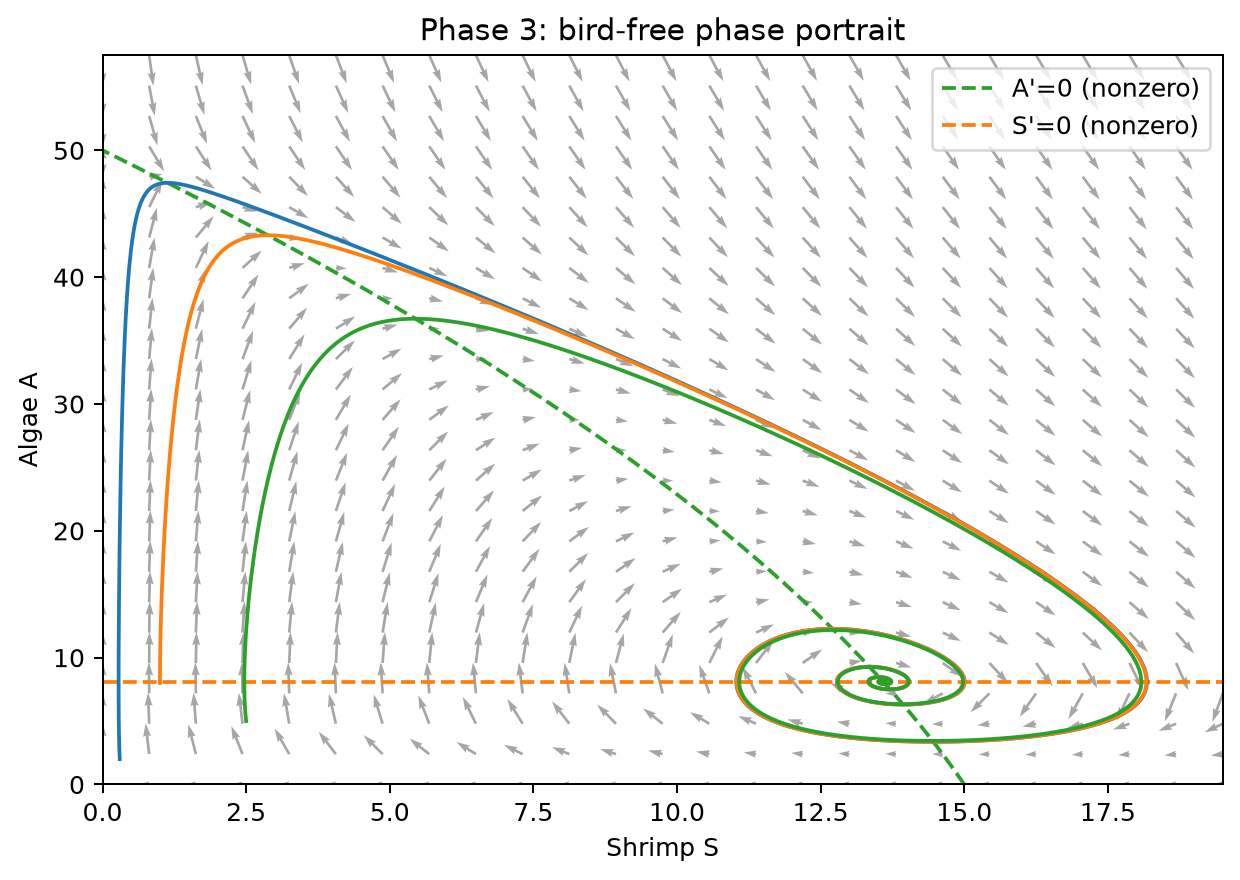 Phase 3: bird-free phase portrait
A'=0 (nonzero)
S'=0 (nonzero)
Algae A
50
40
30
20
10
0
0.0 2.5 5.0 7.5 10.0 12.5 15.0 17.5
Shrimp S